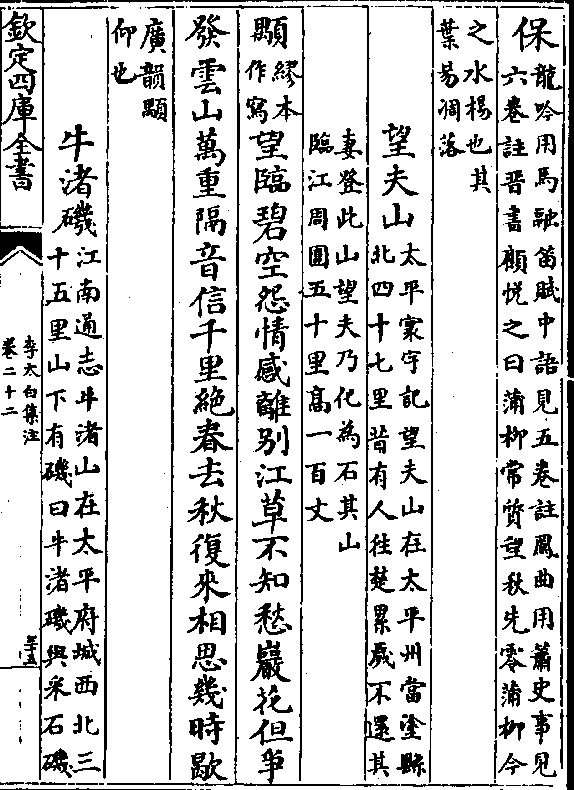 保龍吟用馬融笛賦中語見五卷註鳳曲用蕭史事見
六卷註晉書顧悅之曰蒲柳常質望秋先零蒲柳今
之水楊也其
葉易凋落
望夫山太平寰宇記望夫山在太平州當塗縣
北四十七里昔有人往楚累歲不還其
妻登此山望夫乃化為石其山
臨江周圍五十里高一百丈
顒繆本
作寫望臨碧空怨情感離別江草不知愁巖花但爭
發雲山萬重隔音信千里絶春去秋復來相思幾時歇
廣韻顒
仰也
牛渚磯江南通志牛渚山在太平府城西北三
十五里山下有磯曰牛渚磯與采石磯
欽定四庫全書
李太白集注
卷二十二